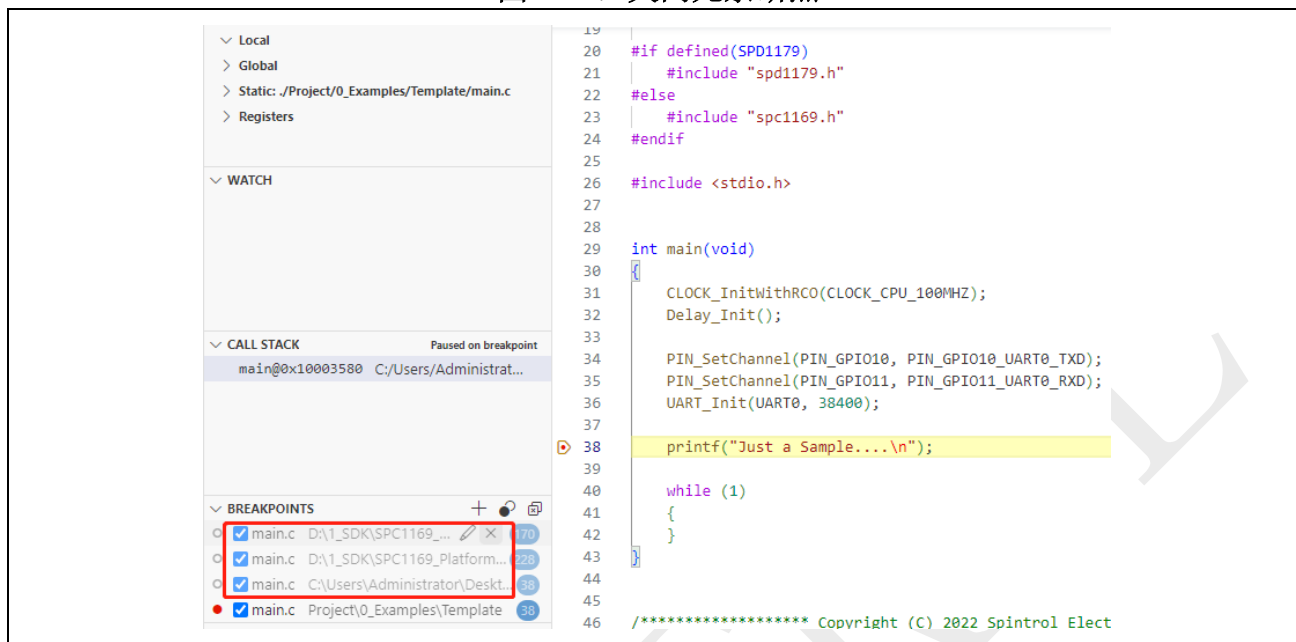 Local
Global
Static: ./Project/0_Examples/Template/main.c
Registers
WATCH
CALL STACK Paused on breakpoint
main@0x10003580 C:/Users/Administrat...
BREAKPOINTS
main.c D:\1_SDK\SPC1169_... 170
main.c D:\1_SDK\SPC1169_Platform... 228
main.c C:\Users\Administrator\Deskt... 38
main.c Project\0_Examples\Template 38
19
20 #if defined(SPD1179)
21 #include "spd1179.h"
22 #else
23 #include "spc1169.h"
24 #endif
25
26 #include <stdio.h>
27
28
29 int main(void)
30 {
31 CLOCK_InitWithRCO(CLOCK_CPU_100MHZ);
32 Delay_Init();
33
34 PIN_SetChannel(PIN_GPIO10, PIN_GPIO10_UART0_TXD);
35 PIN_SetChannel(PIN_GPIO11, PIN_GPIO11_UART0_RXD);
36 UART_Init(UART0, 38400);
37
38 printf("Just a Sample....\n");
39
40 while (1)
41 {
42 }
43 }
44
45
46 /******************* Copyright (C) 2022 Spintrol Elect